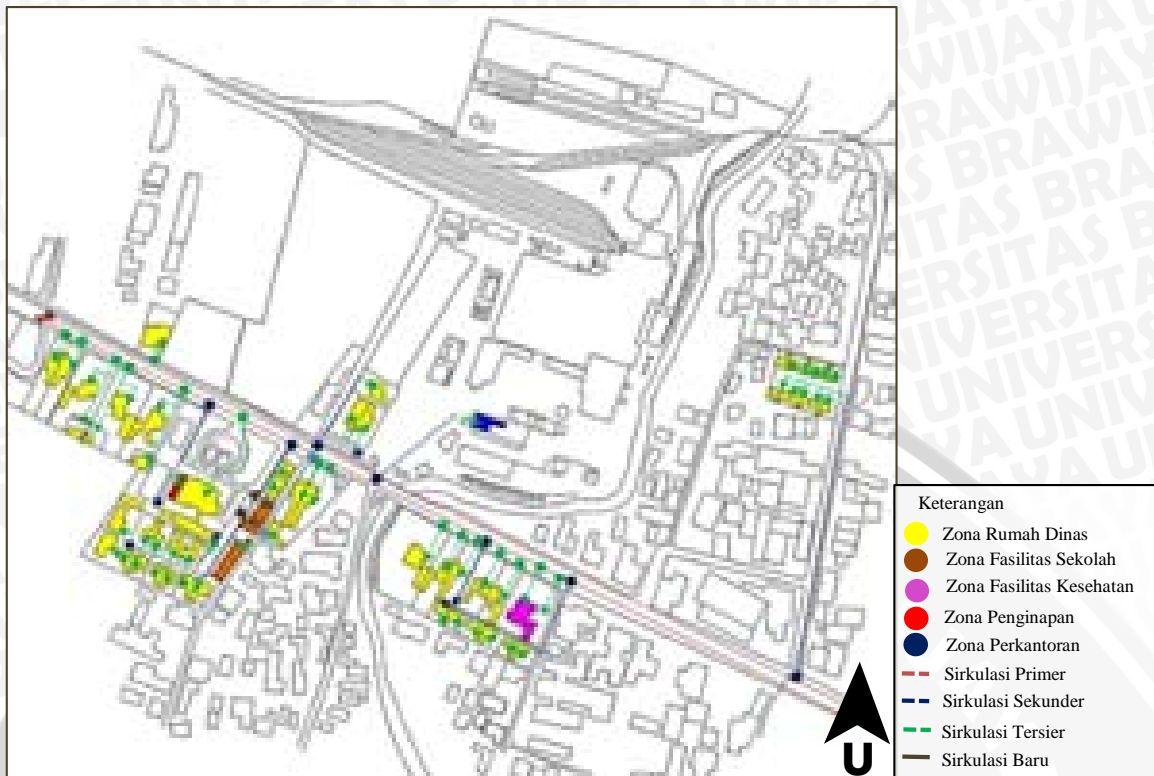 Keterangan
Zona Rumah Dinas
Zona Fasilitas Sekolah
Zona Fasilitas Kesehatan
Zona Penginapan
Zona Perkantoran
Sirkulasi Primer
Sirkulasi Sekunder
Sirkulasi Tersier
Sirkulasi Baru
U